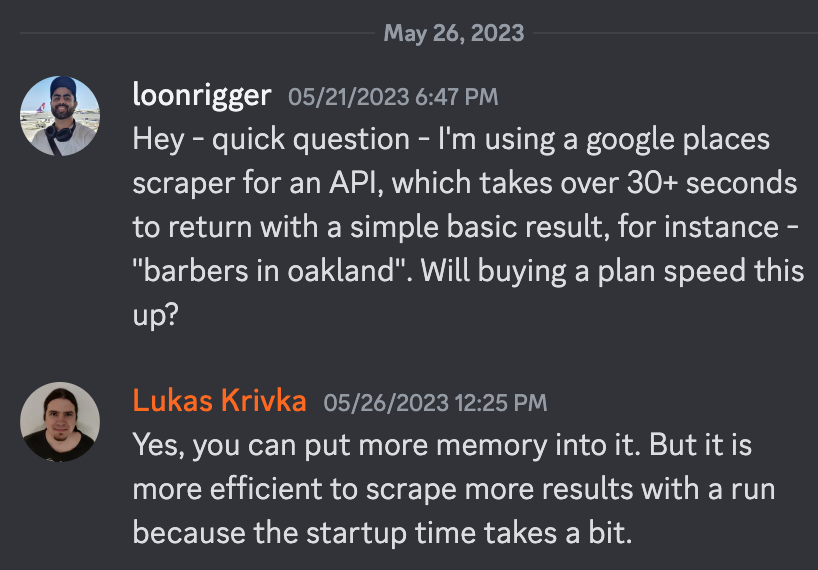 May 26, 2023
loonrigger 05/21/2023 6:47 PM
Hey - quick question - I'm using a google places
scraper for an API, which takes over 30+ seconds
to return with a simple basic result, for instance -
"barbers in oakland". Will buying a plan speed this
up?
Lukas Krivka 05/26/2023 12:25 PM
Yes, you can put more memory into it. But it is
more efficient to scrape more results with a run
because the startup time takes a bit.